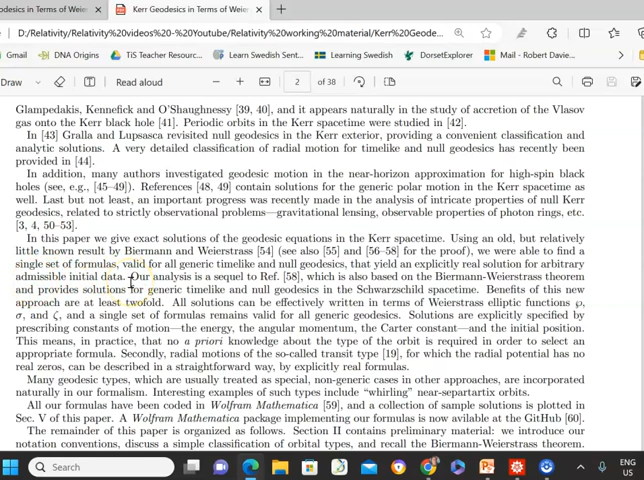 odesics in Terms of Weier
Kerr Geodesics in Terms of Weier
D:/Relativity/Relativity%20videos%20-%20Youtube/Relativity%20working%20material/Kerr%20Geode...
Gmail DNA Origins TiS Teacher Resource... Learn Swedish Sent... Learning Swedish DorsetExplorer Mail - Robert Davie...
Draw Read aloud 2 of 38
Glampedakis, Kennefick and O'Shaughnessy [39, 40], and it appears naturally in the study of accretion of the Vlasov
gas onto the Kerr black hole [41]. Periodic orbits in the Kerr spacetime were studied in [42].
In [43] Gralla and Lupsasca revisited null geodesics in the Kerr exterior, providing a convenient classification and
analytic solutions. A very detailed classification of radial motion for timelike and null geodesics has recently been
provided in [44].
In addition, many authors investigated geodesic motion in the near-horizon approximation for high-spin black
holes (see, e.g., [45–49]). References [48, 49] contain solutions for the generic polar motion in the Kerr spacetime as
well. Last but not least, an important progress was recently made in the analysis of intricate properties of null Kerr
geodesics, related to strictly observational problems—gravitational lensing, observable properties of photon rings, etc.
[3, 4, 50–53].
In this paper we give exact solutions of the geodesic equations in the Kerr spacetime. Using an old, but relatively
little known result by Biermann and Weierstrass [54] (see also [55] and [56–58] for the proof), we were able to find a
single set of formulas, valid for all generic timelike and null geodesics, that yield an explicitly real solution for arbitrary
admissible initial data. Our analysis is a sequel to Ref. [58], which is also based on the Biermann-Weierstrass theorem
and provides solutions for generic timelike and null geodesics in the Schwarzschild spacetime. Benefits of this new
approach are at least twofold. All solutions can be effectively written in terms of Weierstrass elliptic functions ℘,
σ, and ζ, and a single set of formulas remains valid for all generic geodesics. Solutions are explicitly specified by
prescribing constants of motion—the energy, the angular momentum, the Carter constant—and the initial position.
This means, in practice, that no a priori knowledge about the type of the orbit is required in order to select an
appropriate formula. Secondly, radial motions of the so-called transit type [19], for which the radial potential has no
real zeros, can be described in a straightforward way, by explicitly real formulas.
Many geodesic types, which are usually treated as special, non-generic cases in other approaches, are incorporated
naturally in our formalism. Interesting examples of such types include "whirling" near-separtartix orbits.
All our formulas have been coded in Wolfram Mathematica [59], and a collection of sample solutions is plotted in
Sec. V of this paper. A Wolfram Mathematica package implementing our formulas is now avilable at the GitHub [60].
The remainder of this paper is organized as follows. Section II contains preliminary material: we introduce our
notation conventions, discuss a simple classification of orbital types, and recall the Biermann-Weierstrass theorem.
Search
ENG
US